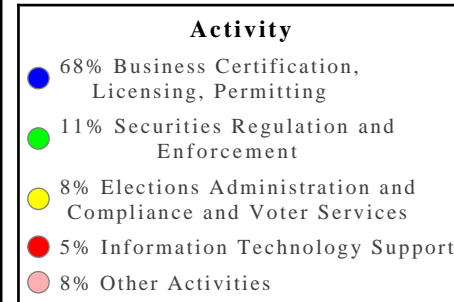 Activity
68% Business Certification,
Licensing, Permitting
11% Securities Regulation and
Enforcement
8% Elections Administration and
Compliance and Voter Services
5% Information Technology Support
8% Other Activities